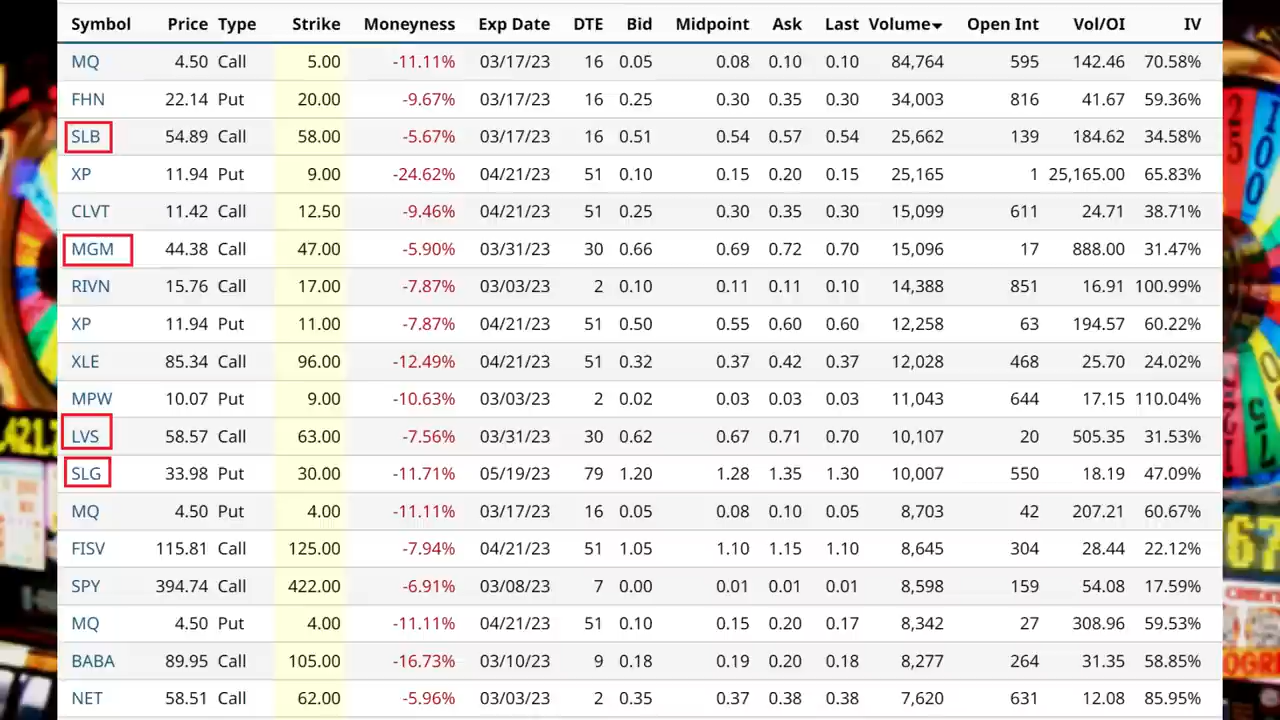 Symbol Price Type Strike Moneyness Exp Date DTE Bid Midpoint Ask Last Volume Open Int Vol/OI IV
MQ 4.50 Call 5.00 -11.11% 03/17/23 16 0.05 0.08 0.10 0.10 84,764 595 142.46 70.58%
FHN 22.14 Put 20.00 -9.67% 03/17/23 16 0.25 0.30 0.35 0.30 34,003 816 41.67 59.36%
SLB 54.89 Call 58.00 -5.67% 03/17/23 16 0.51 0.54 0.57 0.54 25,662 139 184.62 34.58%
XP 11.94 Put 9.00 -24.62% 04/21/23 51 0.10 0.15 0.20 0.15 25,165 1 25,165.00 65.83%
CLVT 11.42 Call 12.50 -9.46% 04/21/23 51 0.25 0.30 0.35 0.30 15,099 611 24.71 38.71%
MGM 44.38 Call 47.00 -5.90% 03/31/23 30 0.66 0.69 0.72 0.70 15,096 17 888.00 31.47%
RIVN 15.76 Call 17.00 -7.87% 03/03/23 2 0.10 0.11 0.11 0.10 14,388 851 16.91 100.99%
XP 11.94 Put 11.00 -7.87% 04/21/23 51 0.50 0.55 0.60 0.60 12,258 63 194.57 60.22%
XLE 85.34 Call 96.00 -12.49% 04/21/23 51 0.32 0.37 0.42 0.37 12,028 468 25.70 24.02%
MPW 10.07 Put 9.00 -10.63% 03/03/23 2 0.02 0.03 0.03 0.03 11,043 644 17.15 110.04%
LVS 58.57 Call 63.00 -7.56% 03/31/23 30 0.62 0.67 0.71 0.70 10,107 20 505.35 31.53%
SLG 33.98 Put 30.00 -11.71% 05/19/23 79 1.20 1.28 1.35 1.30 10,007 550 18.19 47.09%
MQ 4.50 Put 4.00 -11.11% 03/17/23 16 0.05 0.08 0.10 0.05 8,703 42 207.21 60.67%
FISV 115.81 Call 125.00 -7.94% 04/21/23 51 1.05 1.10 1.15 1.10 8,645 304 28.44 22.12%
SPY 394.74 Call 422.00 -6.91% 03/08/23 7 0.00 0.01 0.01 0.01 8,598 159 54.08 17.59%
MQ 4.50 Put 4.00 -11.11% 04/21/23 51 0.10 0.15 0.20 0.17 8,342 27 308.96 59.53%
BABA 89.95 Call 105.00 -16.73% 03/10/23 9 0.18 0.19 0.20 0.18 8,277 264 31.35 58.85%
NET 58.51 Call 62.00 -5.96% 03/03/23 2 0.35 0.37 0.38 0.38 7,620 631 12.08 85.95%